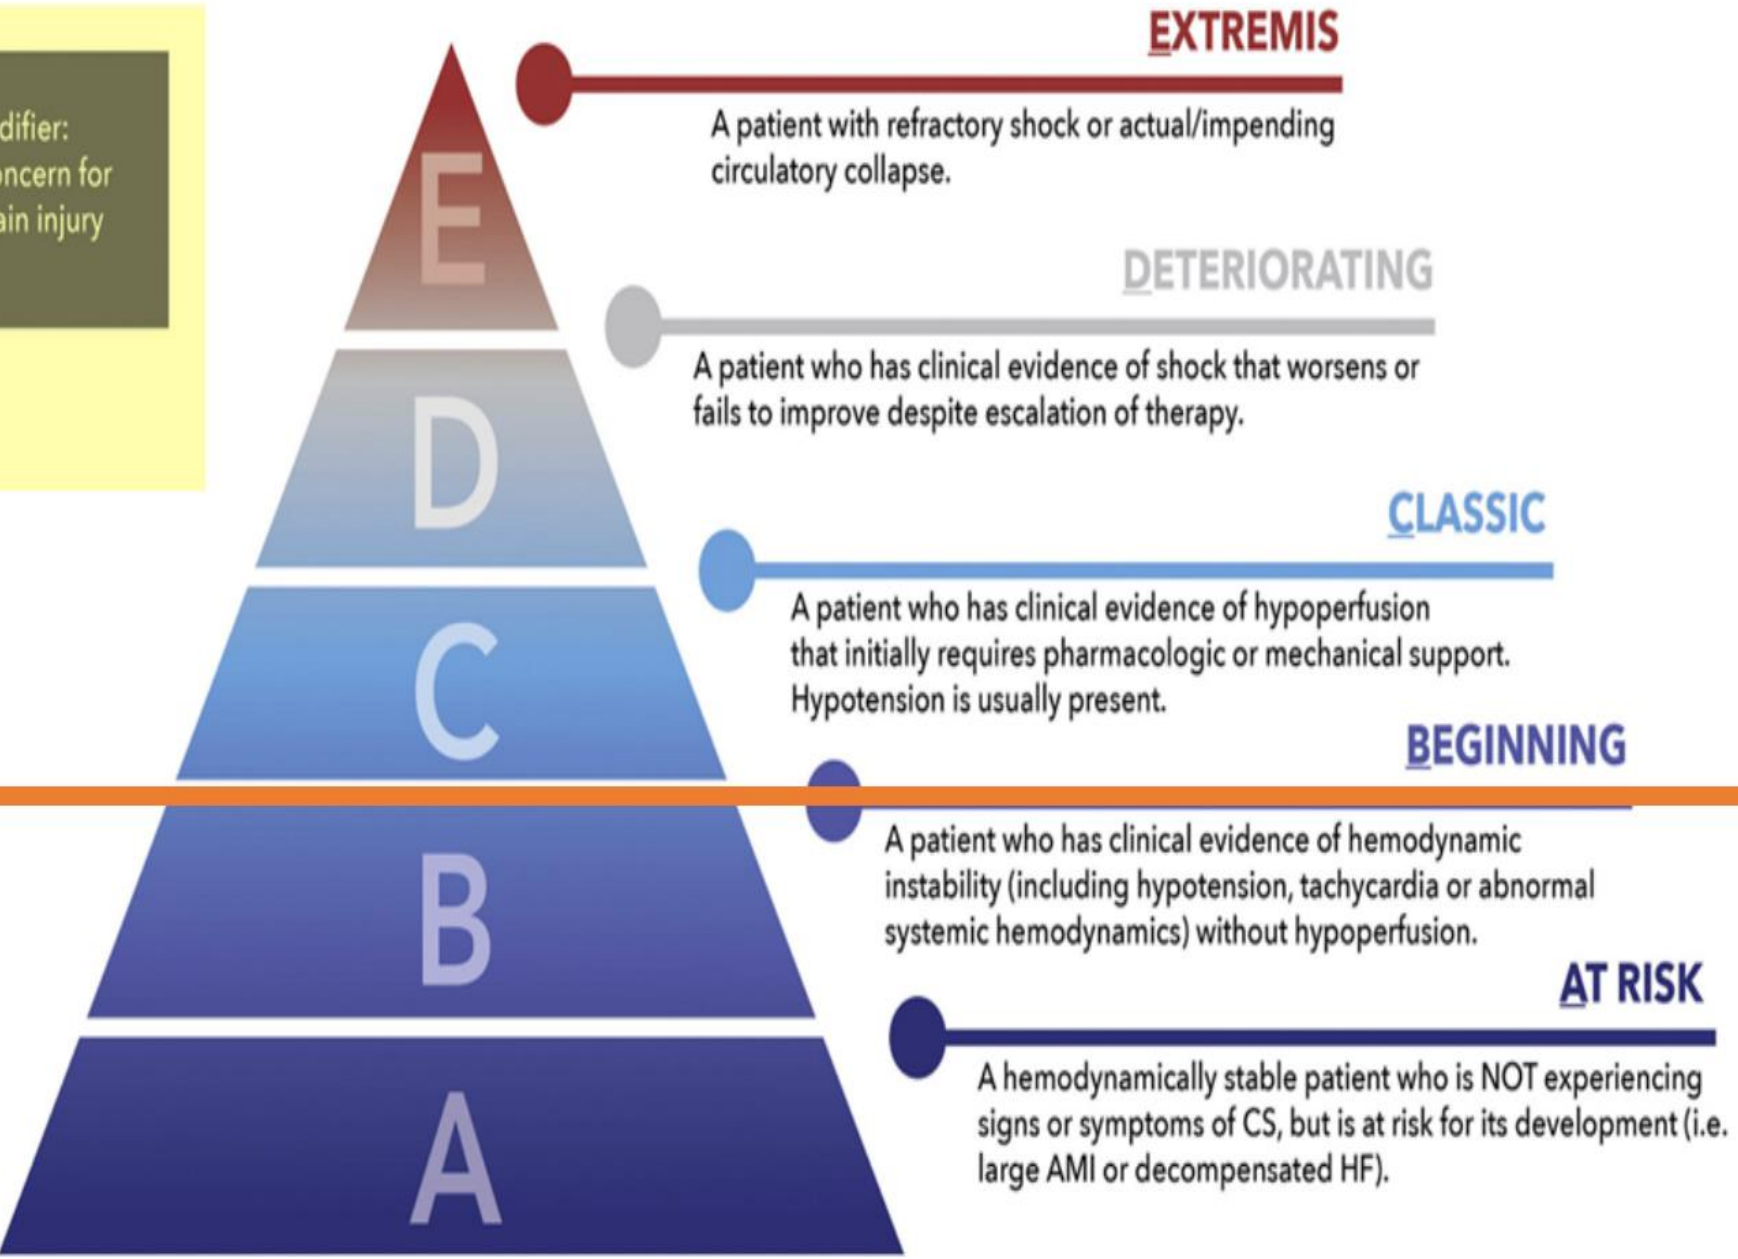 difier:
oncern for
ain injury
EXTREMIS
A patient with refractory shock or actual/impending
circulatory collapse.
E
DETERIORATING
A patient who has clinical evidence of shock that worsens or
fails to improve despite escalation of therapy.
D
CLASSIC
A patient who has clinical evidence of hypoperfusion
that initially requires pharmacologic or mechanical support.
Hypotension is usually present.
C
BEGINNING
A patient who has clinical evidence of hemodynamic
instability (including hypotension, tachycardia or abnormal
systemic hemodynamics) without hypoperfusion.
B
AT RISK
A hemodynamically stable patient who is NOT experiencing
signs or symptoms of CS, but is at risk for its development (i.e.
large AMI or decompensated HF).
A